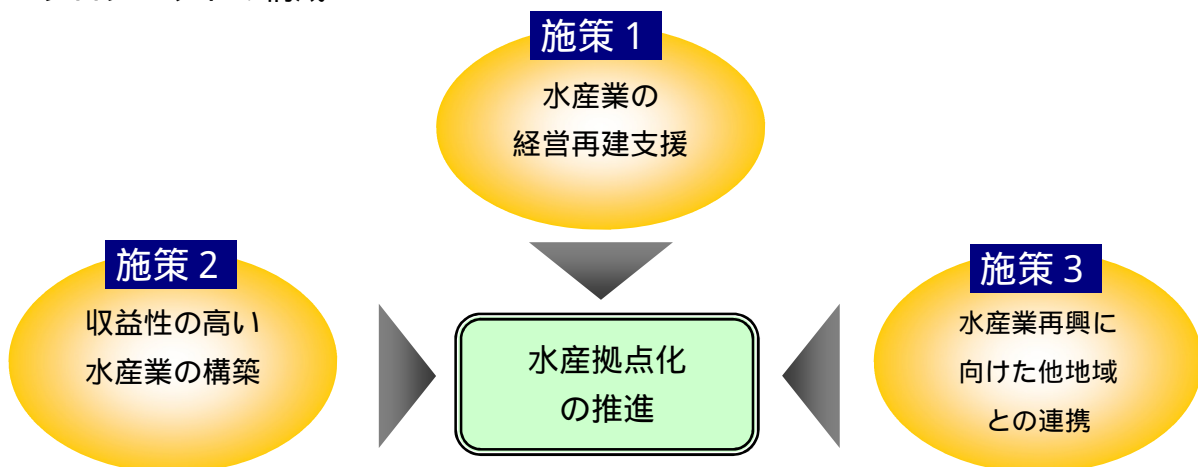 施策 1
水産業の
経営再建支援
施策 2
収益性の高い
水産業の構築
水産拠点化
の推進
施策 3
水産業再興に
向けた他地域
との連携